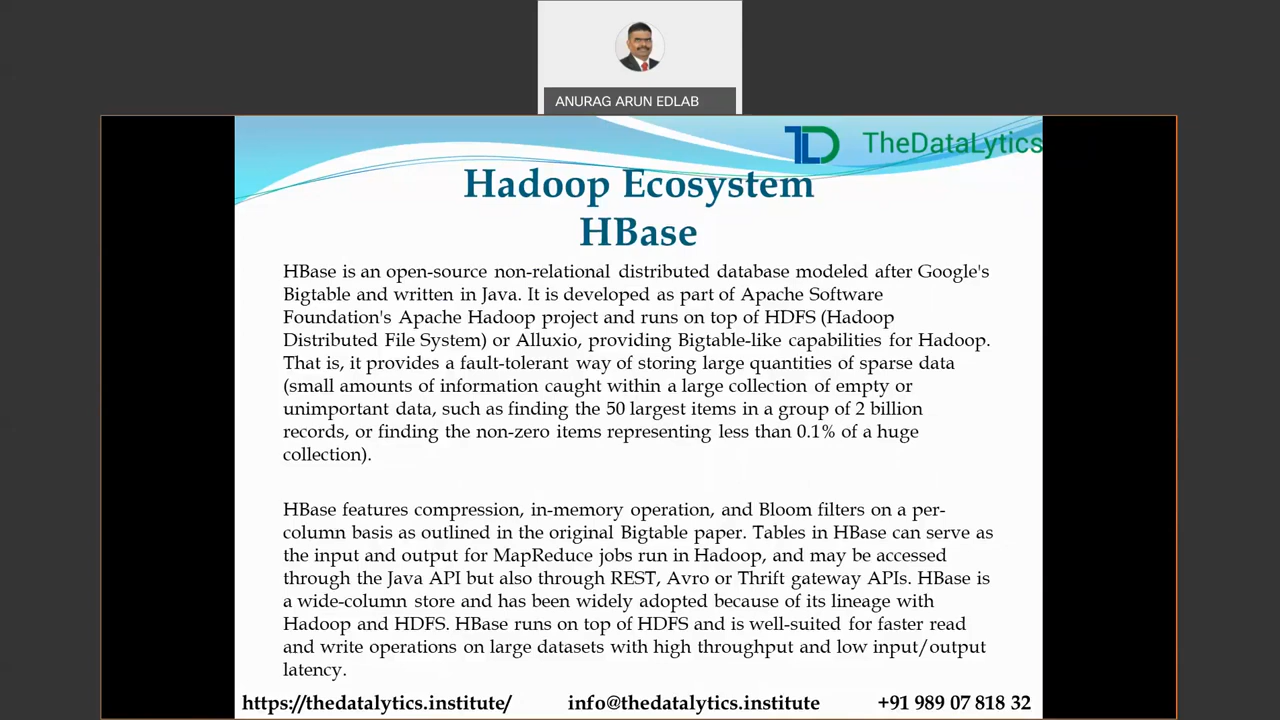 ANURAG ARUN EDLAB
TheDataLytics
Hadoop Ecosystem
HBase
HBase is an open-source non-relational distributed database modeled after Google's
Bigtable and written in Java. It is developed as part of Apache Software
Foundation's Apache Hadoop project and runs on top of HDFS (Hadoop
Distributed File System) or Alluxio, providing Bigtable-like capabilities for Hadoop.
That is, it provides a fault-tolerant way of storing large quantities of sparse data
(small amounts of information caught within a large collection of empty or
unimportant data, such as finding the 50 largest items in a group of 2 billion
records, or finding the non-zero items representing less than 0.1% of a huge
collection).
HBase features compression, in-memory operation, and Bloom filters on a per-
column basis as outlined in the original Bigtable paper. Tables in HBase can serve as
the input and output for MapReduce jobs run in Hadoop, and may be accessed
through the Java API but also through REST, Avro or Thrift gateway APIs. HBase is
a wide-column store and has been widely adopted because of its lineage with
Hadoop and HDFS. HBase runs on top of HDFS and is well-suited for faster read
and write operations on large datasets with high throughput and low input/output
latency.
https://thedatalytics.institute/ info@thedatalytics.institute +91 989 07 818 32